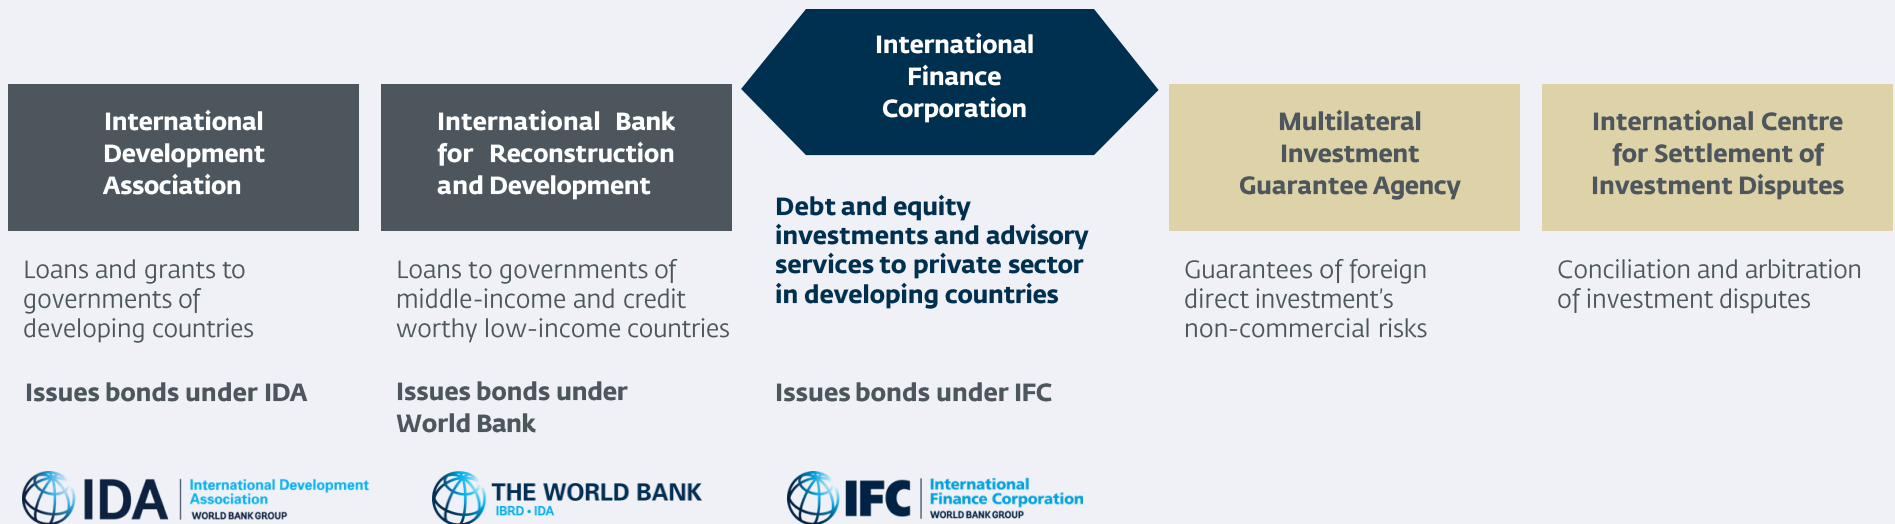 International
Development
Association
Loans and grants to
governments of
developing countries
Issues bonds under IDA
IDA
International Development
Association
WORLD BANK GROUP
International Bank
for Reconstruction
and Development
Loans to governments of
middle-income and credit
worthy low-income countries
Issues bonds under
World Bank
THE WORLD BANK
IBRD • IDA
International
Finance
Corporation
Debt and equity
investments and advisory
services to private sector
in developing countries
Issues bonds under IFC
IFC
International
Finance Corporation
WORLD BANK GROUP
Multilateral
Investment
Guarantee Agency
Guarantees of foreign
direct investment's
non-commercial risks
International Centre
for Settlement of
Investment Disputes
Conciliation and arbitration
of investment disputes